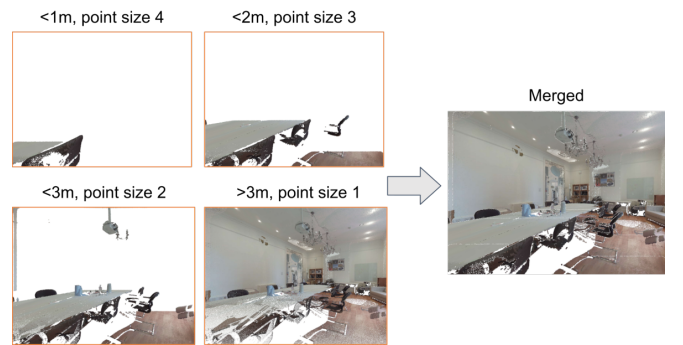 <1m, point size 4
<2m, point size 3
<3m, point size 2
>3m, point size 1
Merged